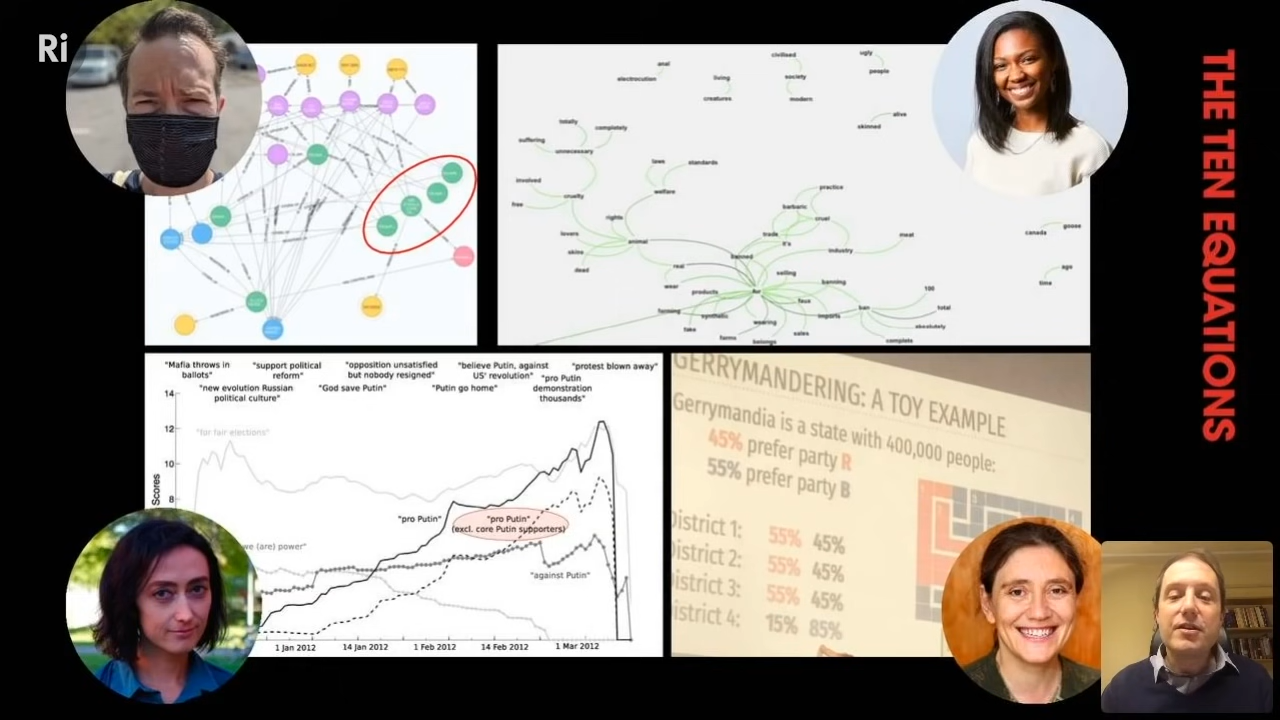 Ri
THE TEN EQUATIONS
anal
electrocution
living
creatures
civilised
society
modern
ugly
people
alive
skinned
totally
completely
suffering
unnecessary
laws
standards
involved
cruelty
welfare
free
practice
barbaric
cruel
rights
lovers
animal
trade
it's
skins
banned
industry
meat
dead
real
wear
selling
banning
products
fur
100
faux
farming
synthetic
imports
ban
total
fake
wearing
sales
absolutely
farms
belongs
complete
canada
goose
age
time
"Mafia throws in
ballots"
"support political
reform"
"opposition unsatisfied
but nobody resigned"
"believe Putin, against
US' revolution"
"protest blown away"
"new evolution Russian
political culture"
"God save Putin"
"Putin go home"
"pro Putin
demonstration
thousands"
14
12
10
8
Scores
"for fair elections"
"pro Putin"
"pro Putin"
(excl. core Putin supporters)
we (are) power"
"against Putin"
1 Jan 2012
14 Jan 2012
1 Feb 2012
14 Feb 2012
1 Mar 2012
GERRYMANDERING: A TOY EXAMPLE
Gerrymandia is a state with 400,000 people:
45% prefer party R
55% prefer party B
District 1: 55% 45%
District 2: 55% 45%
District 3: 55% 45%
istrict 4: 15% 85%